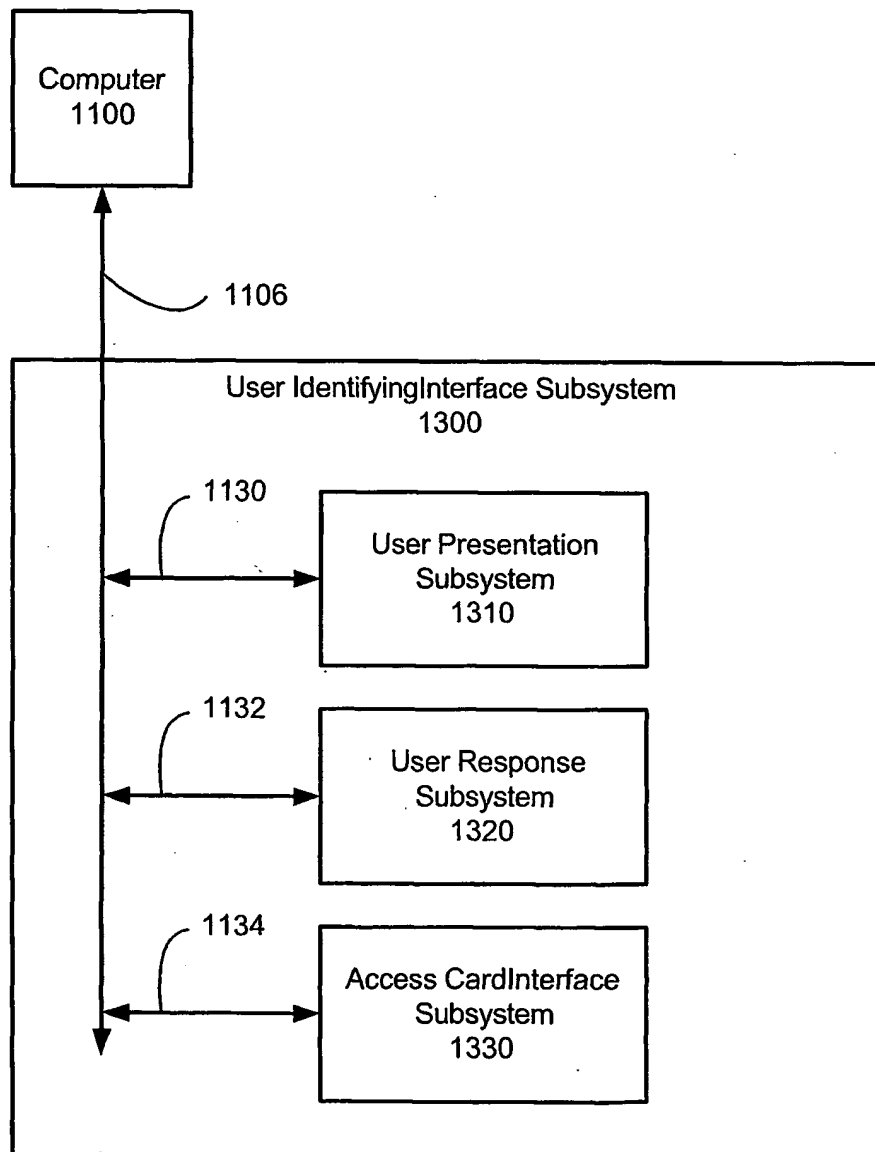 Computer
1100
1106
User IdentifyingInterface Subsystem
1300
1130
User Presentation
Subsystem
1310
1132
User Response
Subsystem
1320
1134
Access CardInterface
Subsystem
1330